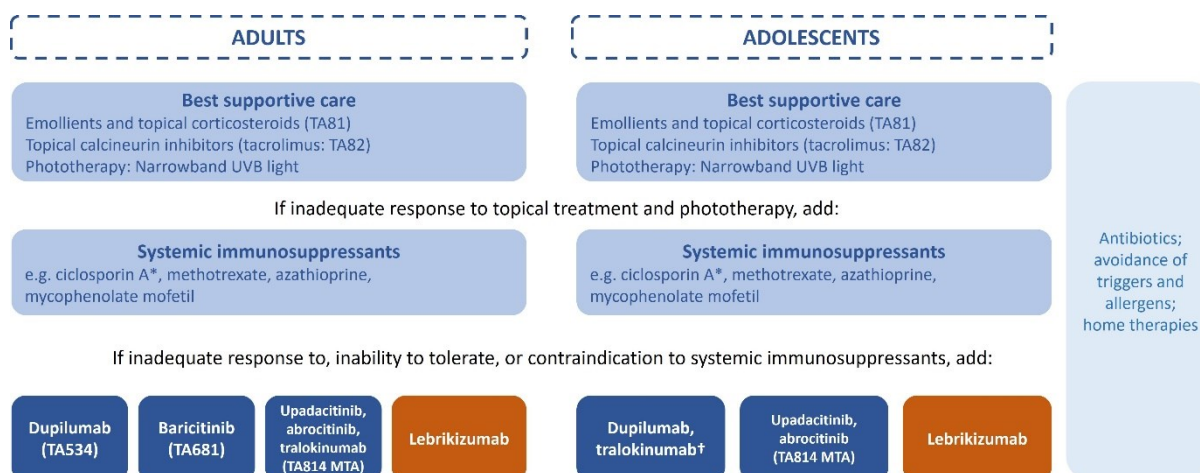 ADULTS
ADOLESCENTS
Best supportive care
Emollients and topical corticosteroids (TA81)
Topical calcineurin inhibitors (tacrolimus: TA82)
Phototherapy: Narrowband UVB light
Best supportive care
Emollients and topical corticosteroids (TA81)
Topical calcineurin inhibitors (tacrolimus: TA82)
Phototherapy: Narrowband UVB light
If inadequate response to topical treatment and phototherapy, add:
Systemic immunosuppressants
e.g. ciclosporin A*, methotrexate, azathioprine,
mycophenolate mofetil
Systemic immunosuppressants
e.g. ciclosporin A*, methotrexate, azathioprine,
mycophenolate mofetil
Antibiotics;
avoidance of
triggers and
allergens;
home therapies
If inadequate response to, inability to tolerate, or contraindication to systemic immunosuppressants, add:
Dupilumab
(TA534)
Baricitinib
(TA681)
Upadacitinib,
abrocitinib,
tralokinumab
(TA814 MTA)
Lebrikizumab
Dupilumab,
tralokinumab†
Upadacitinib,
abrocitinib
(TA814 MTA)
Lebrikizumab